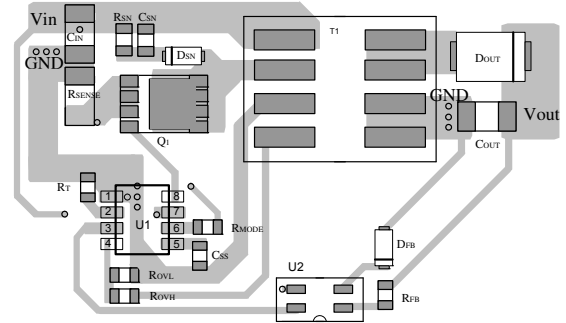 Vin
CIN
GND
RSENSE
RSN
CSN
DSN
Q1
T1
DOUT
GND
COUT
Vout
RT
1
2
3
4
U1
8
7
6
5
RMODE
CSS
ROVL
ROVH
U2
DFB
RFB